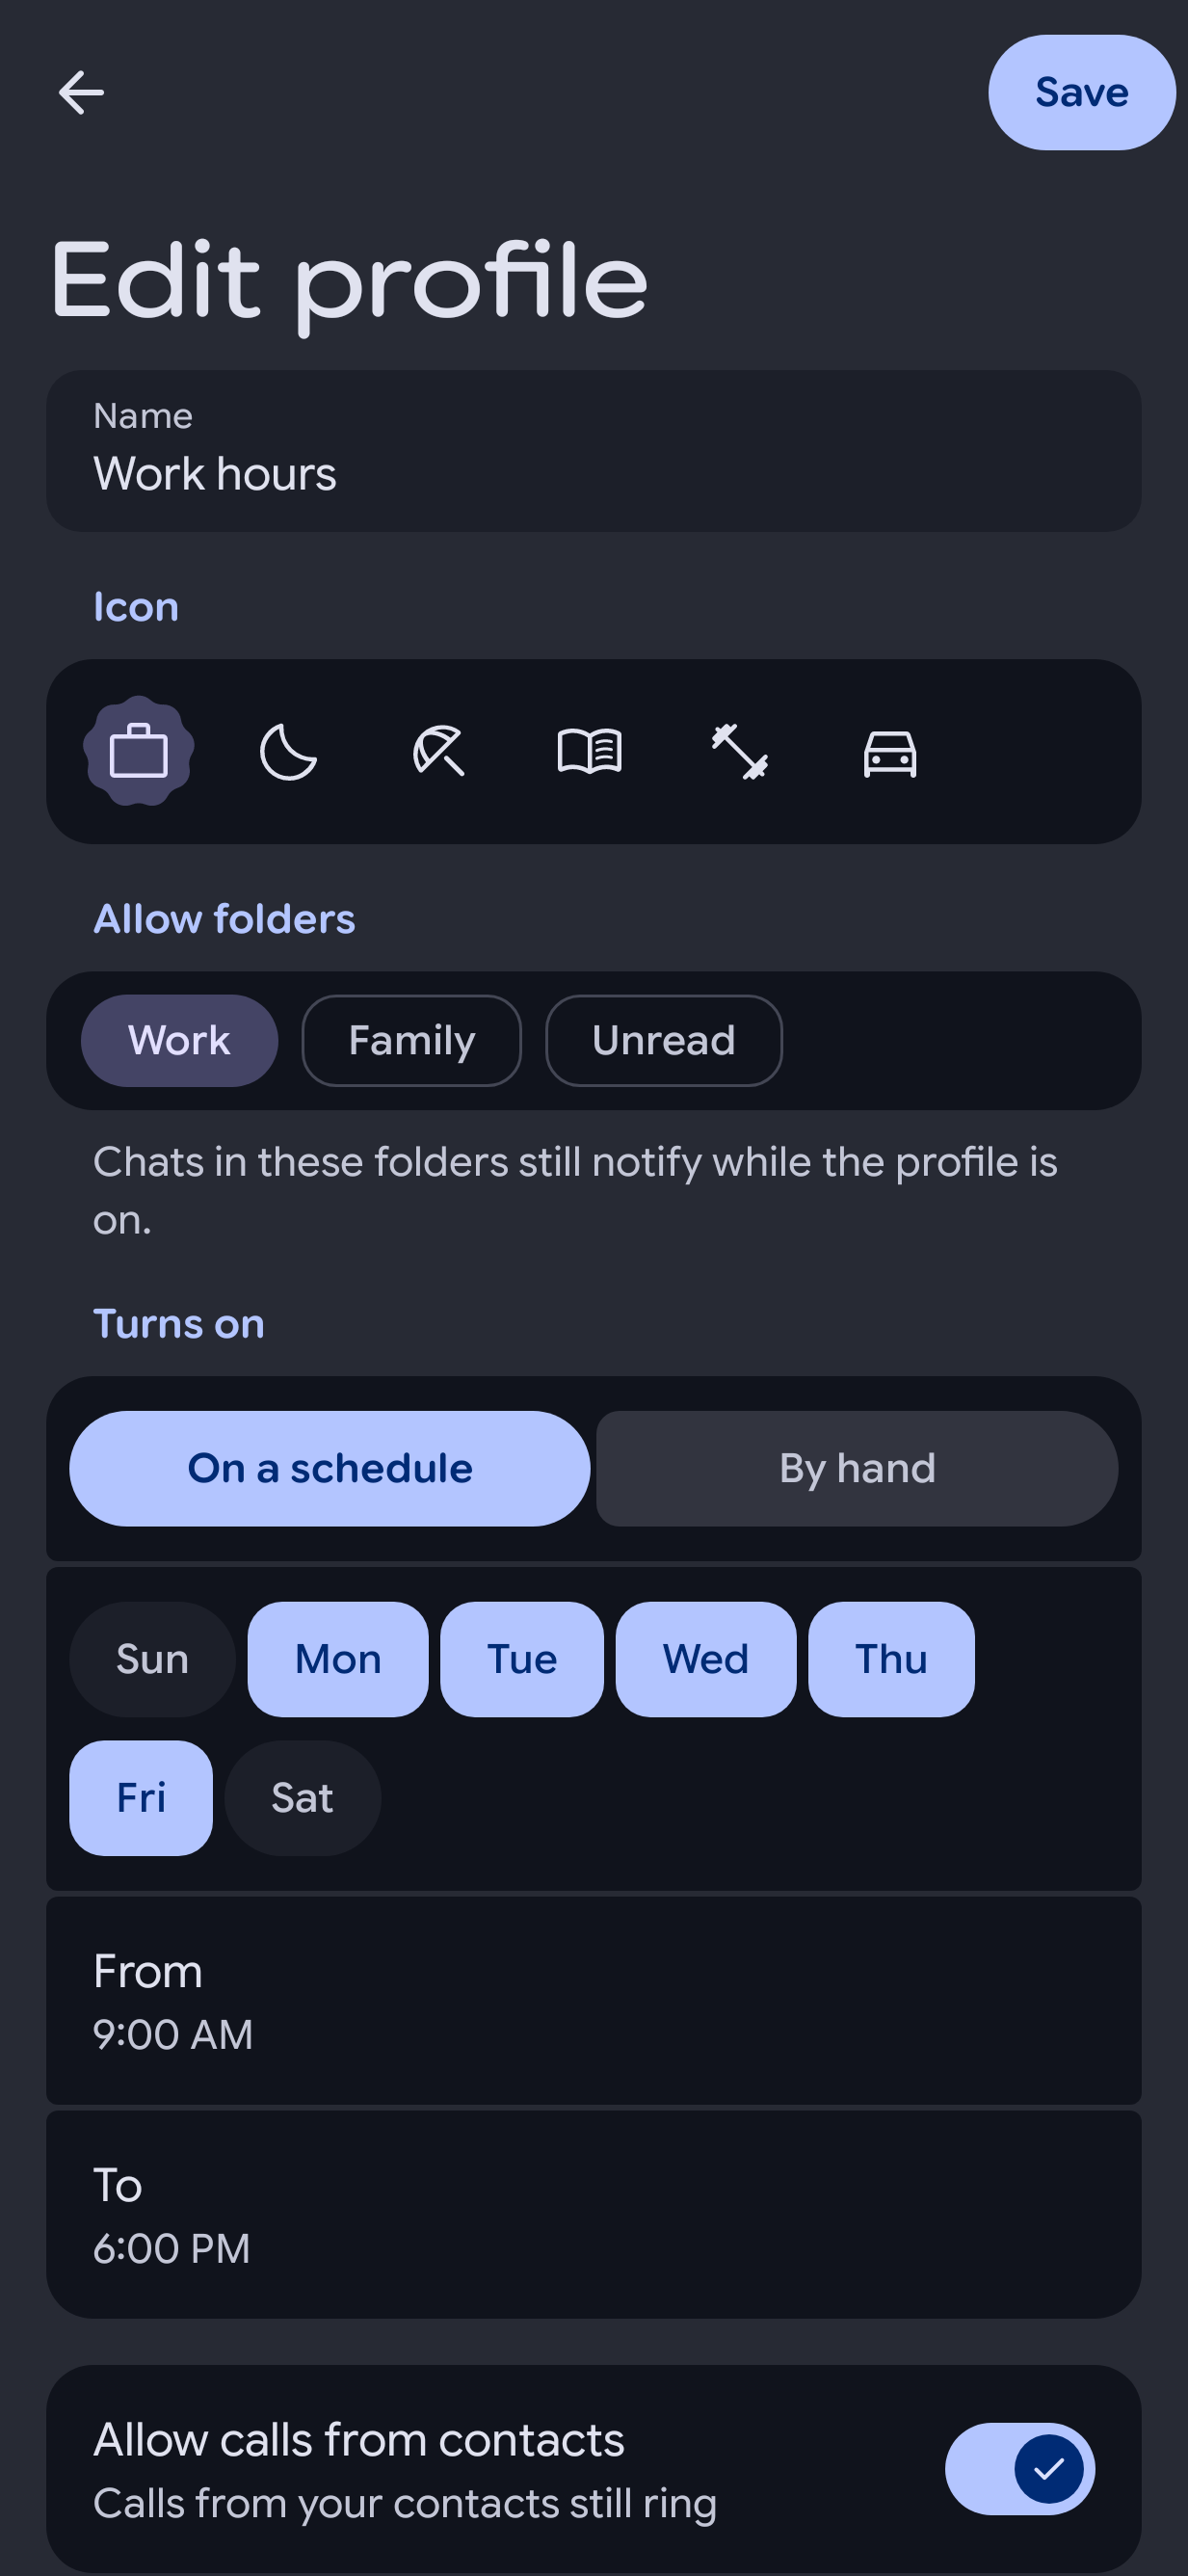 Save
Edit profile
Name
Work hours
Icon
Allow folders
Work Family Unread
Chats in these folders still notify while the profile is
on.
Turns on
On a schedule By hand
Sun Mon Tue Wed Thu
Fri Sat
From
9:00 AM
To
6:00 PM
Allow calls from contacts
Calls from your contacts still ring